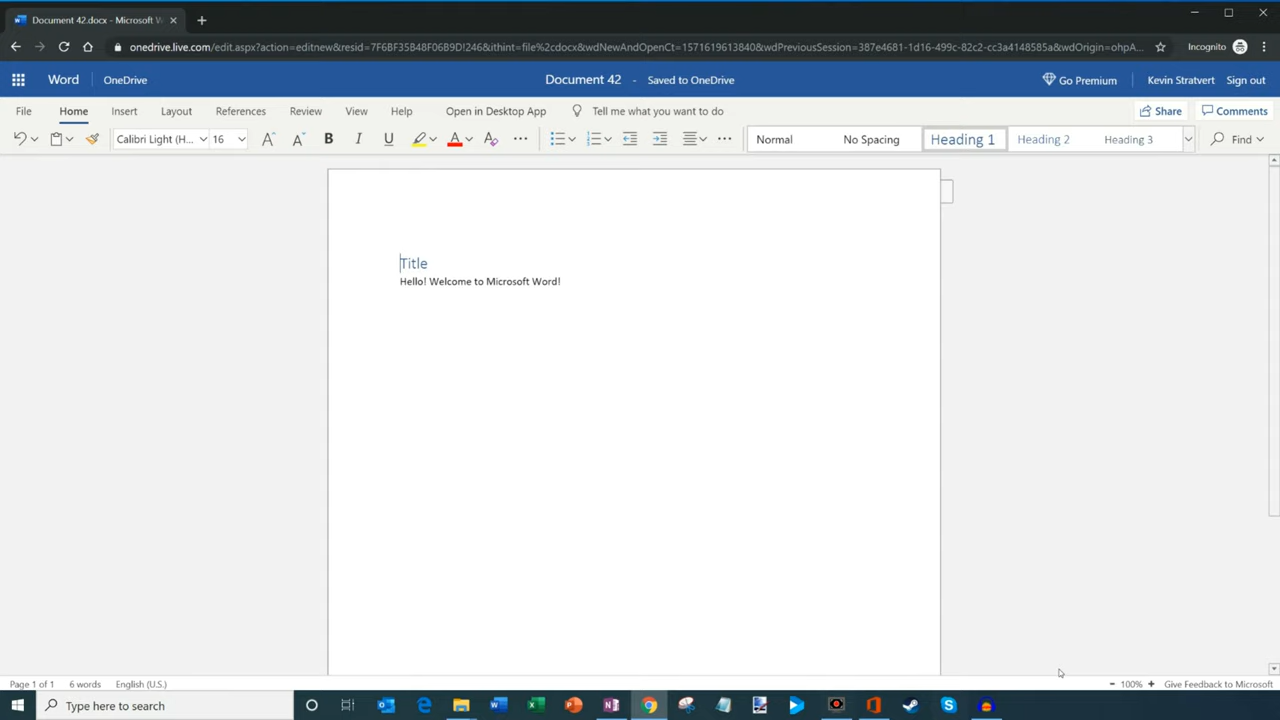 Document 42.docx - Microsoft W
onedrive.live.com/edit.aspx?action=editnew&resid=7F6BF35B48F06B9D!246&ithint=file%2cdocx&wdNewAndOpenCt=1571619613840&wdPreviousSession=387e4681-1d16-499c-82c2-cc3a4148585a&wdOrigin=ohpA... Incognito
Word OneDrive Document 42 - Saved to OneDrive Go Premium Kevin Stratvert Sign out
File Home Insert Layout References Review View Help Open in Desktop App Tell me what you want to do Share Comments
Calibri Light (H... 16 B I U A Normal No Spacing Heading 1 Heading 2 Heading 3 Find
Title
Hello! Welcome to Microsoft Word!
Page 1 of 1 6 words English (U.S.) - 100% + Give Feedback to Microsoft
Type here to search